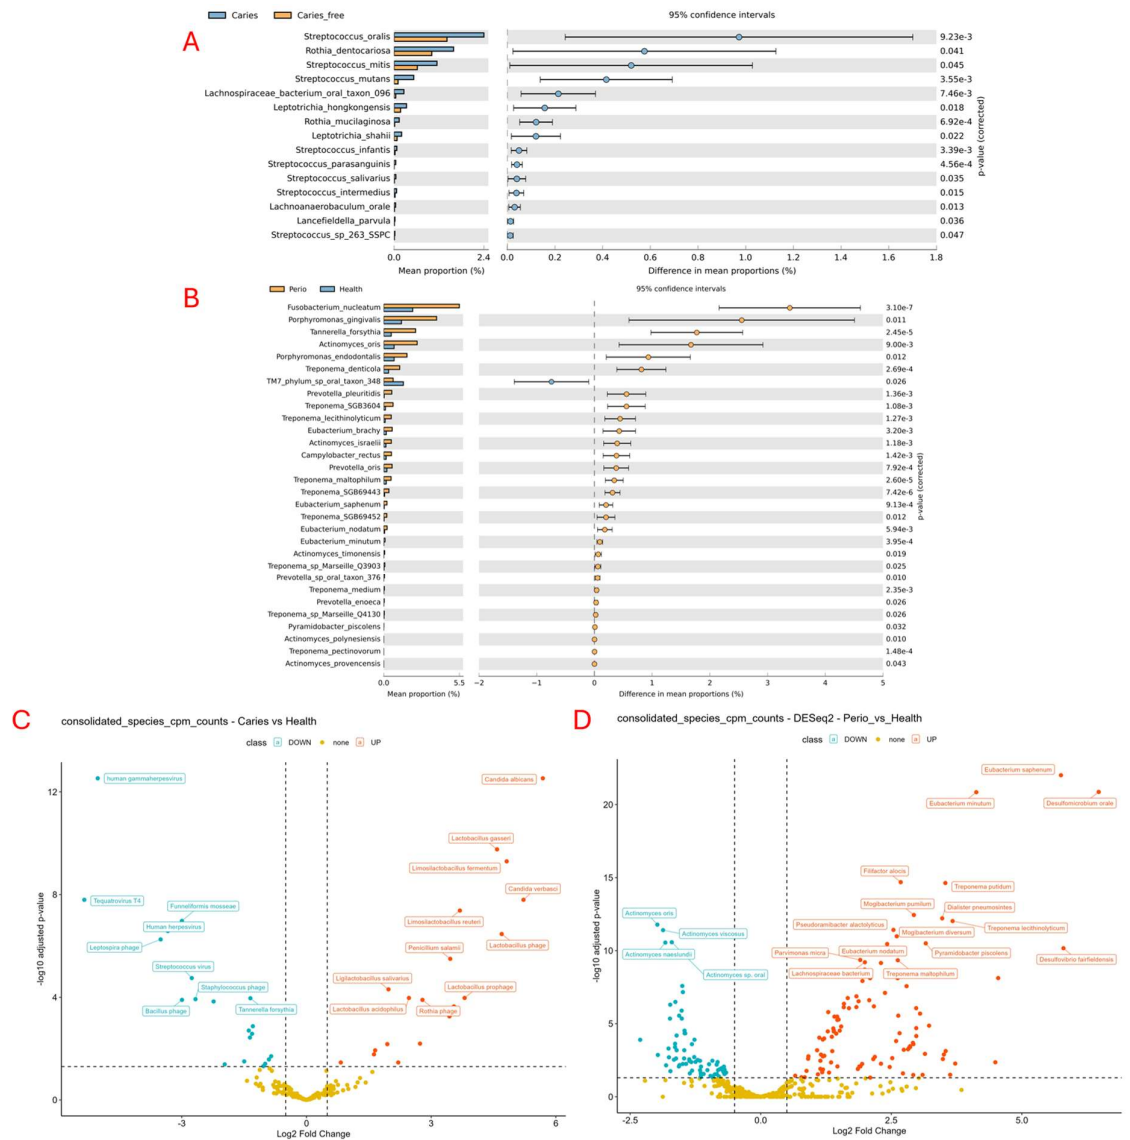 Caries Caries_free
95% confidence intervals
A
Streptococcus_oralis 9.23e-3
Rothia_dentocariosa 0.041
Streptococcus_mitis 0.045
Streptococcus_mutans 3.55e-3
Lachnospiraceae_bacterium_oral_taxon_096 7.46e-3
Leptotrichia_hongkongensis 0.018
Rothia_mucilaginosa 6.92e-4
Leptotrichia_shahii 0.022
Streptococcus_infantis 3.39e-3
Streptococcus_parasanguinis 4.56e-4
Streptococcus_salivarius 0.035
Streptococcus_intermedius 0.015
Lachnoanaerobaculum_orale 0.013
Lancefieldella_parvula 0.036
Streptococcus_sp_263_SSPC 0.047
p-value (corrected)
0.0 2.4 0.0 0.2 0.4 0.6 0.8 1.0 1.2 1.4 1.6 1.8
Mean proportion (%) Difference in mean proportions (%)
B
Perio Health
95% confidence intervals
Fusobacterium_nucleatum 3.10e-7
Porphyromonas_gingivalis 0.011
Tannerella_forsythia 2.45e-5
Actinomyces_oris 9.00e-3
Porphyromonas_endodontalis 0.012
Treponema_denticola 2.69e-4
TM7_phylum_sp_oral_taxon_348 0.026
Prevotella_pleuritidis 1.36e-3
Treponema_SGB3604 1.08e-3
Treponema_lecithinolyticum 1.27e-3
Eubacterium_brachy 3.20e-3
Actinomyces_israelii 1.18e-3
Campylobacter_rectus 1.42e-3
Prevotella_oris 7.92e-4
Treponema_maltophilum 2.60e-5
Treponema_SGB69443 7.42e-6
Eubacterium_saphenum 9.13e-4
Treponema_SGB69452 0.012
Eubacterium_nodatum 5.94e-3
Eubacterium_minutum 3.95e-4
Actinomyces_timonensis 0.019
Treponema_sp_Marseille_Q3903 0.025
Prevotella_sp_oral_taxon_376 0.010
Treponema_medium 2.35e-3
Prevotella_enoeca 0.026
Treponema_sp_Marseille_Q4130 0.026
Pyramidobacter_piscolens 0.032
Actinomyces_polynesiensis 0.010
Treponema_pectinovorum 1.48e-4
Actinomyces_provencensis 0.043
p-value (corrected)
0.0 5.5 −2 −1 0 1 2 3 4 5
Mean proportion (%) Difference in mean proportions (%)
C
consolidated_species_cpm_counts - Caries vs Health
class a DOWN none a UP
human gammaherpesvirus
Candida albicans
Lactobacillus gasseri
Limosilactobacillus fermentum
Candida verbasci
Tequatrovirus T4
Funneliformis mosseae
Human herpesvirus
Leptospira phage
Limosilactobacillus reuteri
Lactobacillus phage
Penicillium salamii
Streptococcus virus
Staphylococcus phage
Bacillus phage
Tannerella forsythia
Ligilactobacillus salivarius
Lactobacillus prophage
Lactobacillus acidophilus
Rothia phage
-log10 adjusted p-value
12
8
4
0
-3 0 3 6
Log2 Fold Change
D
consolidated_species_cpm_counts - DESeq2 - Perio_vs_Health
class a DOWN none a UP
Eubacterium saphenum
Eubacterium minutum
Desulfomicrobium orale
Filifactor alocis
Treponema putidum
Mogibacterium pumilum
Dialister pneumosintes
Actinomyces oris
Pseudoramibacter alactolyticus
Treponema lecithinolyticum
Actinomyces viscosus
Mogibacterium diversum
Actinomyces naeslundii
Parvimonas micra
Eubacterium nodatum
Pyramidobacter piscolens
Desulfovibrio fairfieldensis
Actinomyces sp. oral
Lachnospiraceae bacterium
Treponema maltophilum
-log10 adjusted p-value
20
15
10
5
0
-2.5 0.0 2.5 5.0
Log2 Fold Change